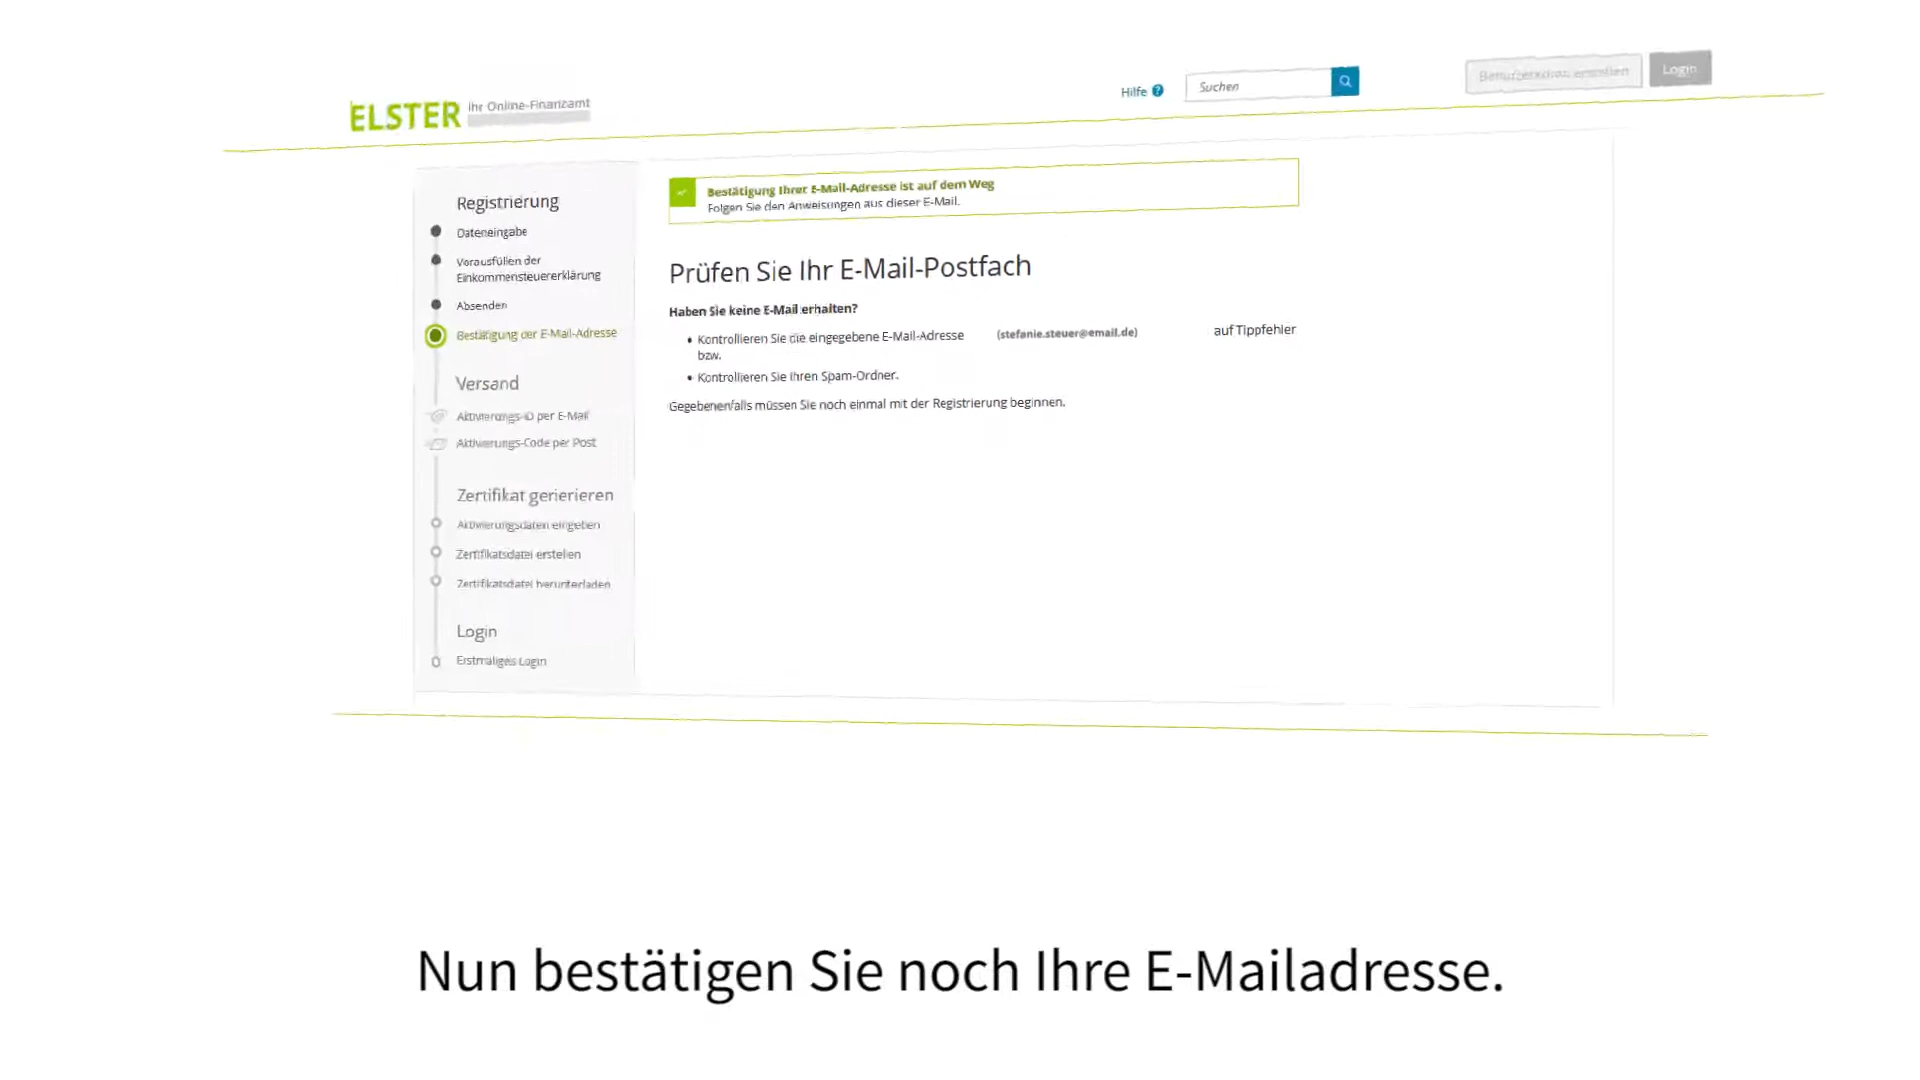 ELSTER Ihr Online-Finanzamt
Hilfe ?
Suchen
Benutzerkonto erstellen
Login
Registrierung
Dateneingabe
Vorausfüllen der
Einkommensteuererklärung
Absenden
Bestätigung der E-Mail-Adresse
Versand
Aktivierungs-ID per E-Mail
Aktivierungs-Code per Post
Zertifikat gerierieren
Aktivierungsdaten eingeben
Zertifikatsdatei erstellen
Zertifikatsdatei herunterladen
Login
Erstmaliges Login
Bestätigung Ihrer E-Mail-Adresse ist auf dem Weg
Folgen Sie den Anweisungen aus dieser E-Mail.
Prüfen Sie Ihr E-Mail-Postfach
Haben Sie keine E-Mail erhalten?
• Kontrollieren Sie die eingegebene E-Mail-Adresse (stefanie.steuer@email.de) auf Tippfehler
bzw.
• Kontrollieren Sie Ihren Spam-Ordner.
Gegebenenfalls müssen Sie noch einmal mit der Registrierung beginnen.
Nun bestätigen Sie noch Ihre E-Mailadresse.